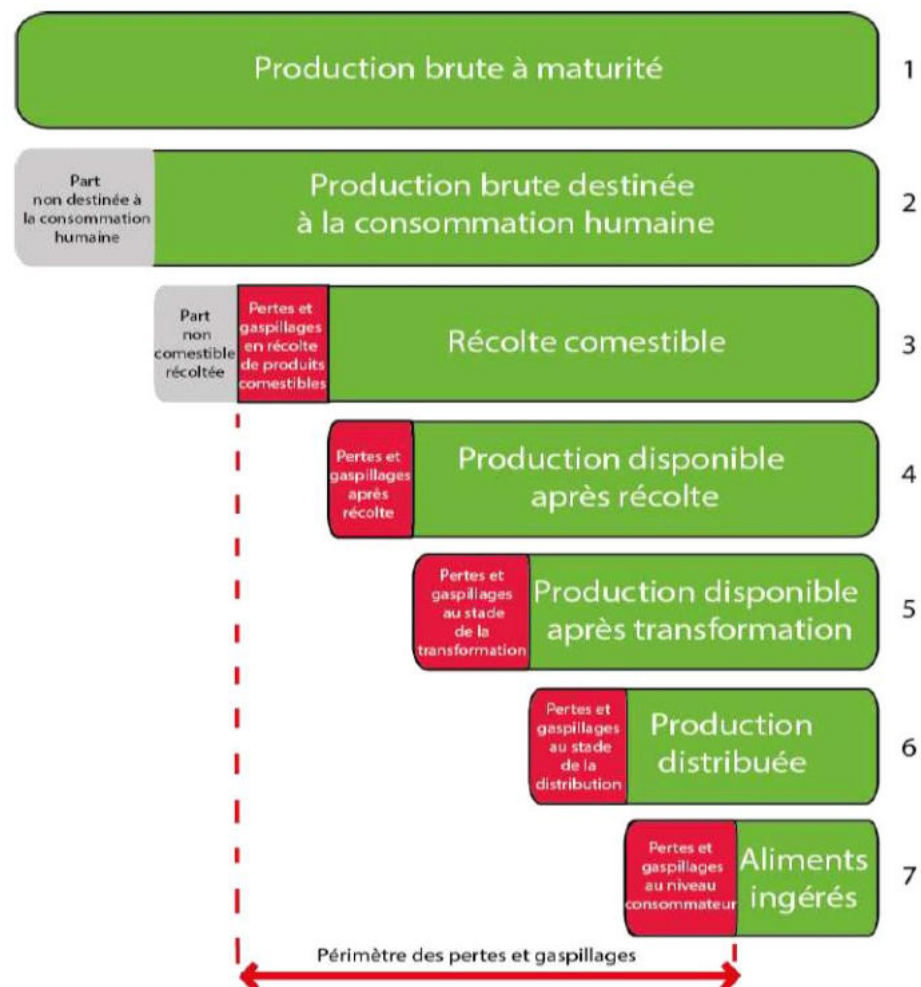 Production brute à maturité
1
Part
non destinée à
la consommation
humaine
Production brute destinée
à la consommation humaine
2
Part
non
comestible
récoltée
Pertes et
gaspillages
en récolte
de produits
comestibles
Récolte comestible
3
Pertes et
gaspillages
après
récolte
Production disponible
après récolte
4
Pertes et
gaspillages
au stade
de la
transformation
Production disponible
après transformation
5
Pertes et
gaspillages
au stade
de la
distribution
Production
distribuée
6
Pertes et
gaspillages
au niveau
consommateur
Aliments
ingérés
7
Périmètre des pertes et gaspillages